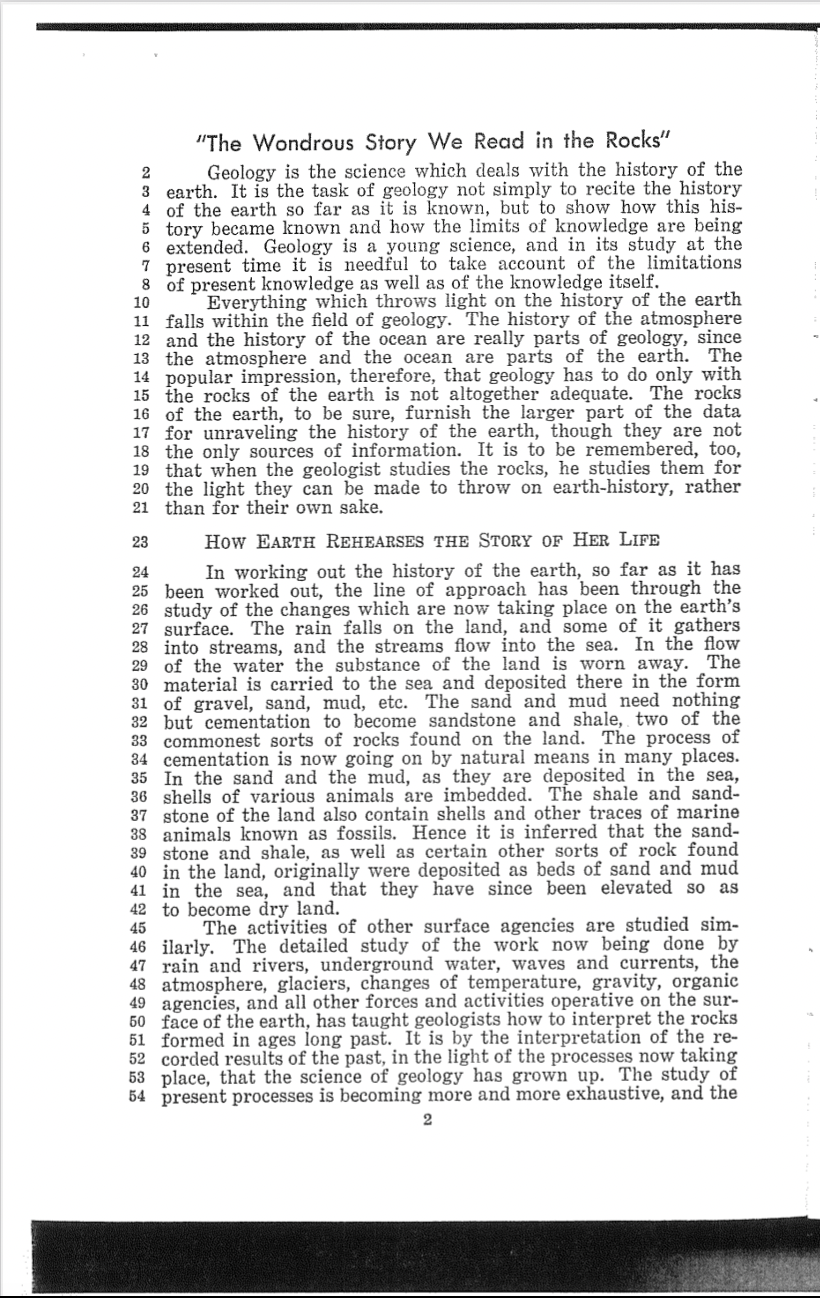 "The Wondrous Story We Read in the Rocks"
2 Geology is the science which deals with the history of the
3 earth. It is the task of geology not simply to recite the history
4 of the earth so far as it is known, but to show how this his-
5 tory became known and how the limits of knowledge are being
6 extended. Geology is a young science, and in its study at the
7 present time it is needful to take account of the limitations
8 of present knowledge as well as of the knowledge itself.
10 Everything which throws light on the history of the earth
11 falls within the field of geology. The history of the atmosphere
12 and the history of the ocean are really parts of geology, since
13 the atmosphere and the ocean are parts of the earth. The
14 popular impression, therefore, that geology has to do only with
15 the rocks of the earth is not altogether adequate. The rocks
16 of the earth, to be sure, furnish the larger part of the data
17 for unraveling the history of the earth, though they are not
18 the only sources of information. It is to be remembered, too,
19 that when the geologist studies the rocks, he studies them for
20 the light they can be made to throw on earth-history, rather
21 than for their own sake.
23 HOW EARTH REHEARSES THE STORY OF HER LIFE
24 In working out the history of the earth, so far as it has
25 been worked out, the line of approach has been through the
26 study of the changes which are now taking place on the earth's
27 surface. The rain falls on the land, and some of it gathers
28 into streams, and the streams flow into the sea. In the flow
29 of the water the substance of the land is worn away. The
30 material is carried to the sea and deposited there in the form
31 of gravel, sand, mud, etc. The sand and mud need nothing
32 but cementation to become sandstone and shale, two of the
33 commonest sorts of rocks found on the land. The process of
34 cementation is now going on by natural means in many places.
35 In the sand and the mud, as they are deposited in the sea,
36 shells of various animals are imbedded. The shale and sand-
37 stone of the land also contain shells and other traces of marine
38 animals known as fossils. Hence it is inferred that the sand-
39 stone and shale, as well as certain other sorts of rock found
40 in the land, originally were deposited as beds of sand and mud
41 in the sea, and that they have since been elevated so as
42 to become dry land.
45 The activities of other surface agencies are studied sim-
46 ilarly. The detailed study of the work now being done by
47 rain and rivers, underground water, waves and currents, the
48 atmosphere, glaciers, changes of temperature, gravity, organic
49 agencies, and all other forces and activities operative on the sur-
50 face of the earth, has taught geologists how to interpret the rocks
51 formed in ages long past. It is by the interpretation of the re-
52 corded results of the past, in the light of the processes now taking
53 place, that the science of geology has grown up. The study of
54 present processes is becoming more and more exhaustive, and the
2